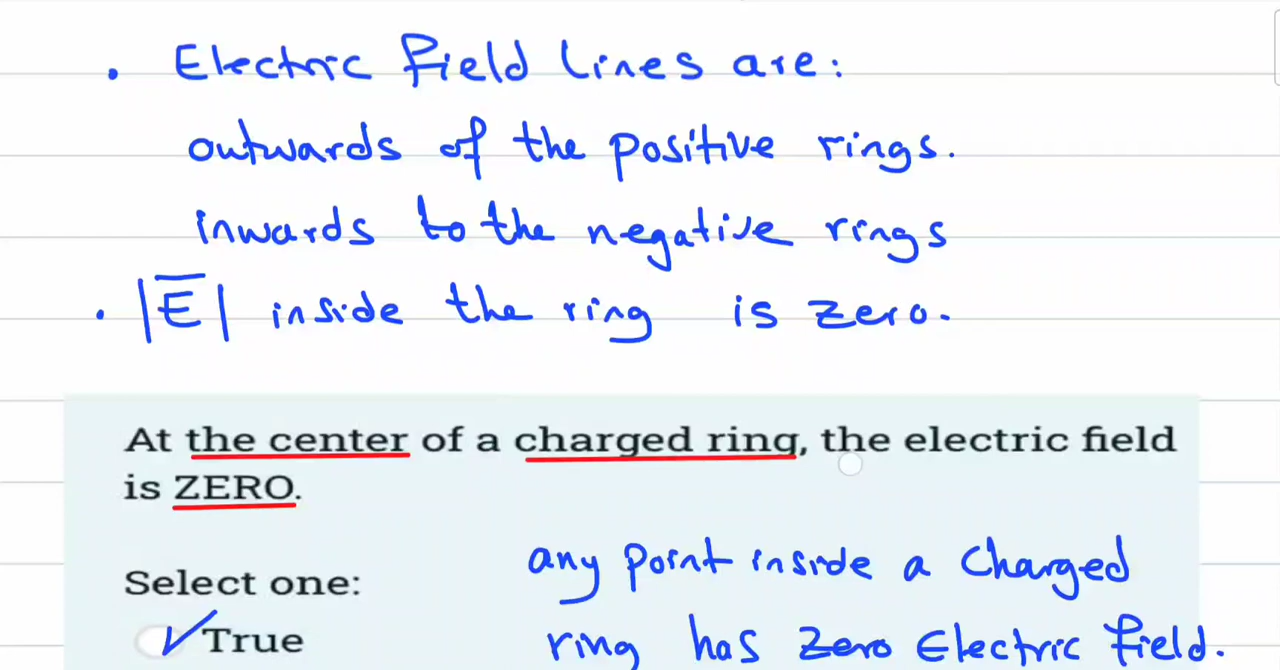 • Electric field lines are:
outwards of the positive rings.
inwards to the negative rings
• |E̅| inside the ring is zero.
At the center of a charged ring, the electric field
is ZERO.
any point inside a charged
Select one:
ring has zero Electric field.
✓ True